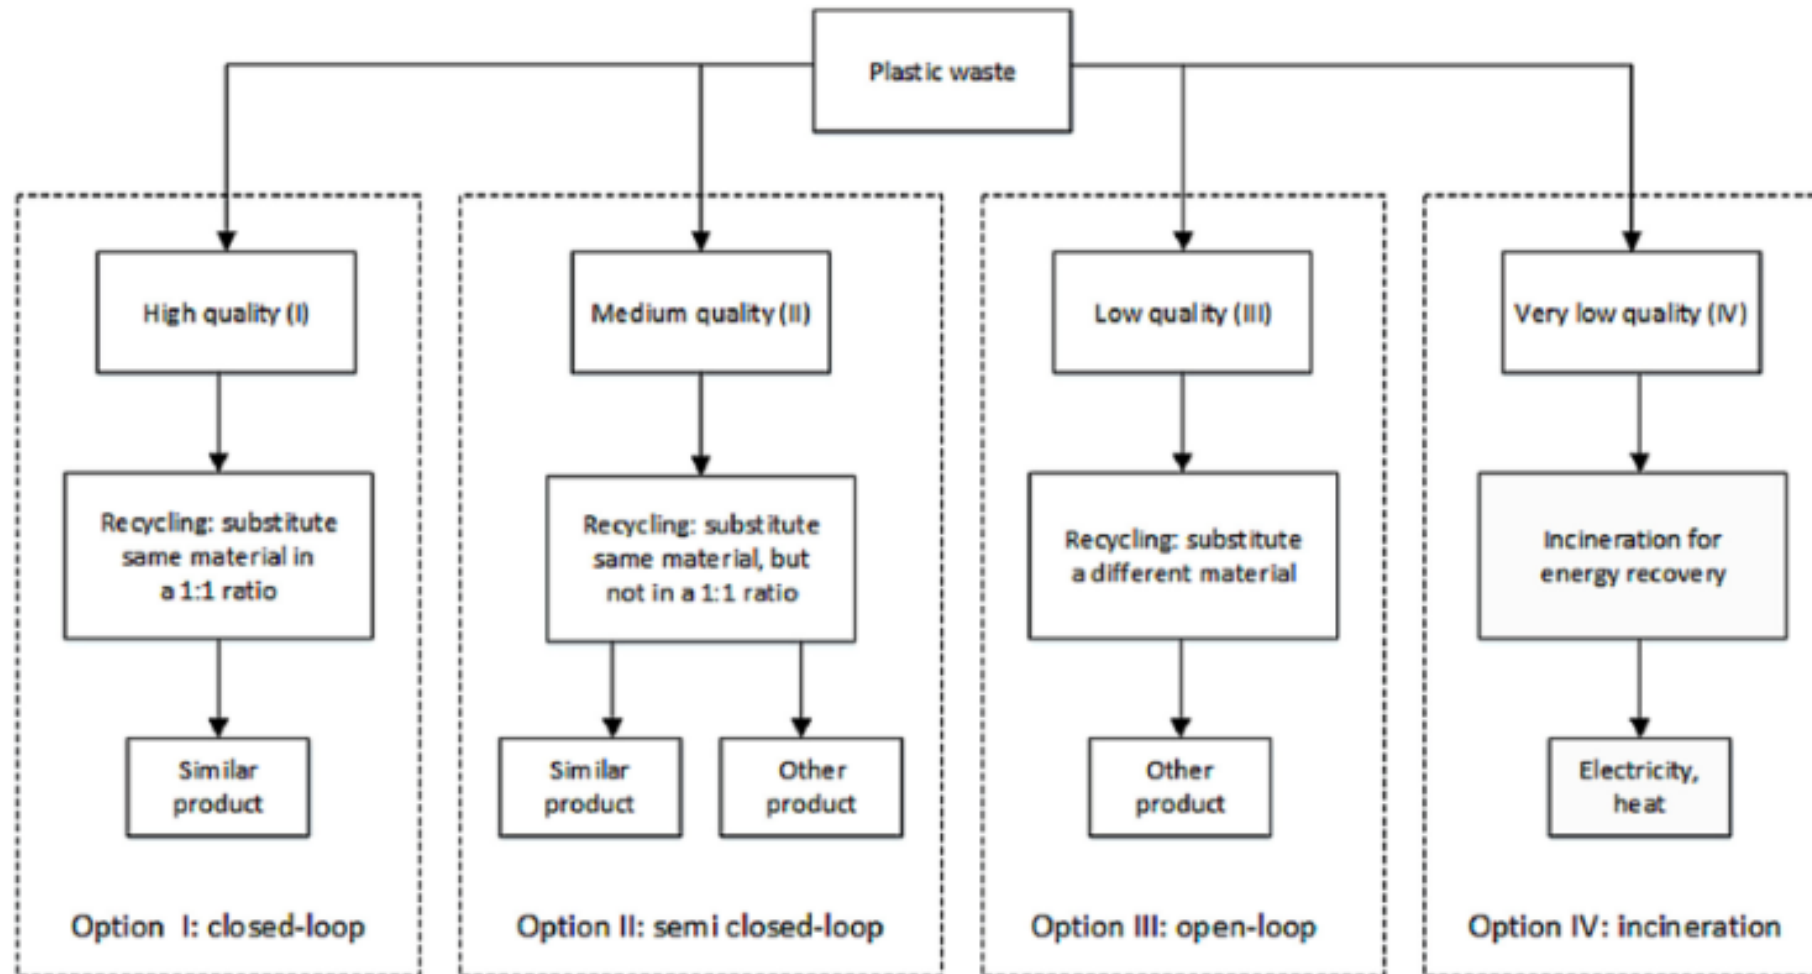 Plastic waste
High quality (I)
Medium quality (II)
Low quality (III)
Very low quality (IV)
Recycling: substitute
same material in
a 1:1 ratio
Recycling: substitute
same material, but
not in a 1:1 ratio
Recycling: substitute
a different material
Incineration for
energy recovery
Similar
product
Similar
product
Other
product
Other
product
Electricity,
heat
Option I: closed-loop
Option II: semi closed-loop
Option III: open-loop
Option IV: incineration